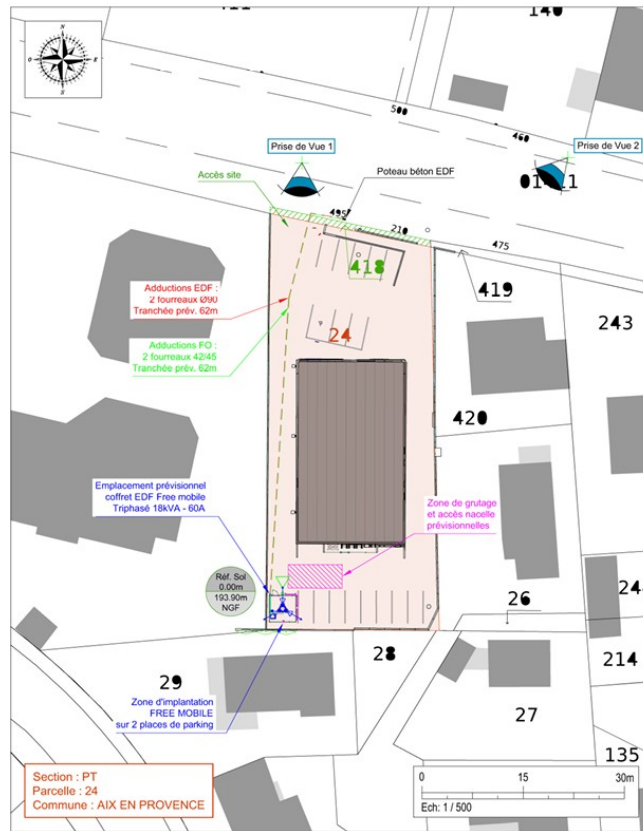 140
N
O
E
S
500
460
Prise de Vue 1
Prise de Vue 2
Accès site
Poteau béton EDF
495
210
475
418
419
243
Adductions EDF :
2 fourreaux Ø90
Tranchée prév. 62m
Adductions FO :
2 fourreaux 42/45
Tranchée prév. 62m
24
420
Emplacement prévisionnel
coffret EDF Free mobile
Triphasé 18kVA - 60A
Zone de grutage
et accès nacelle
prévisionnelles
Réf. Sol
0.00m
193.90m
NGF
26
214
28
29
27
Zone d'implantation
FREE MOBILE
sur 2 places de parking
135
Section : PT
Parcelle : 24
Commune : AIX EN PROVENCE
0
15
30m
Ech: 1 / 500